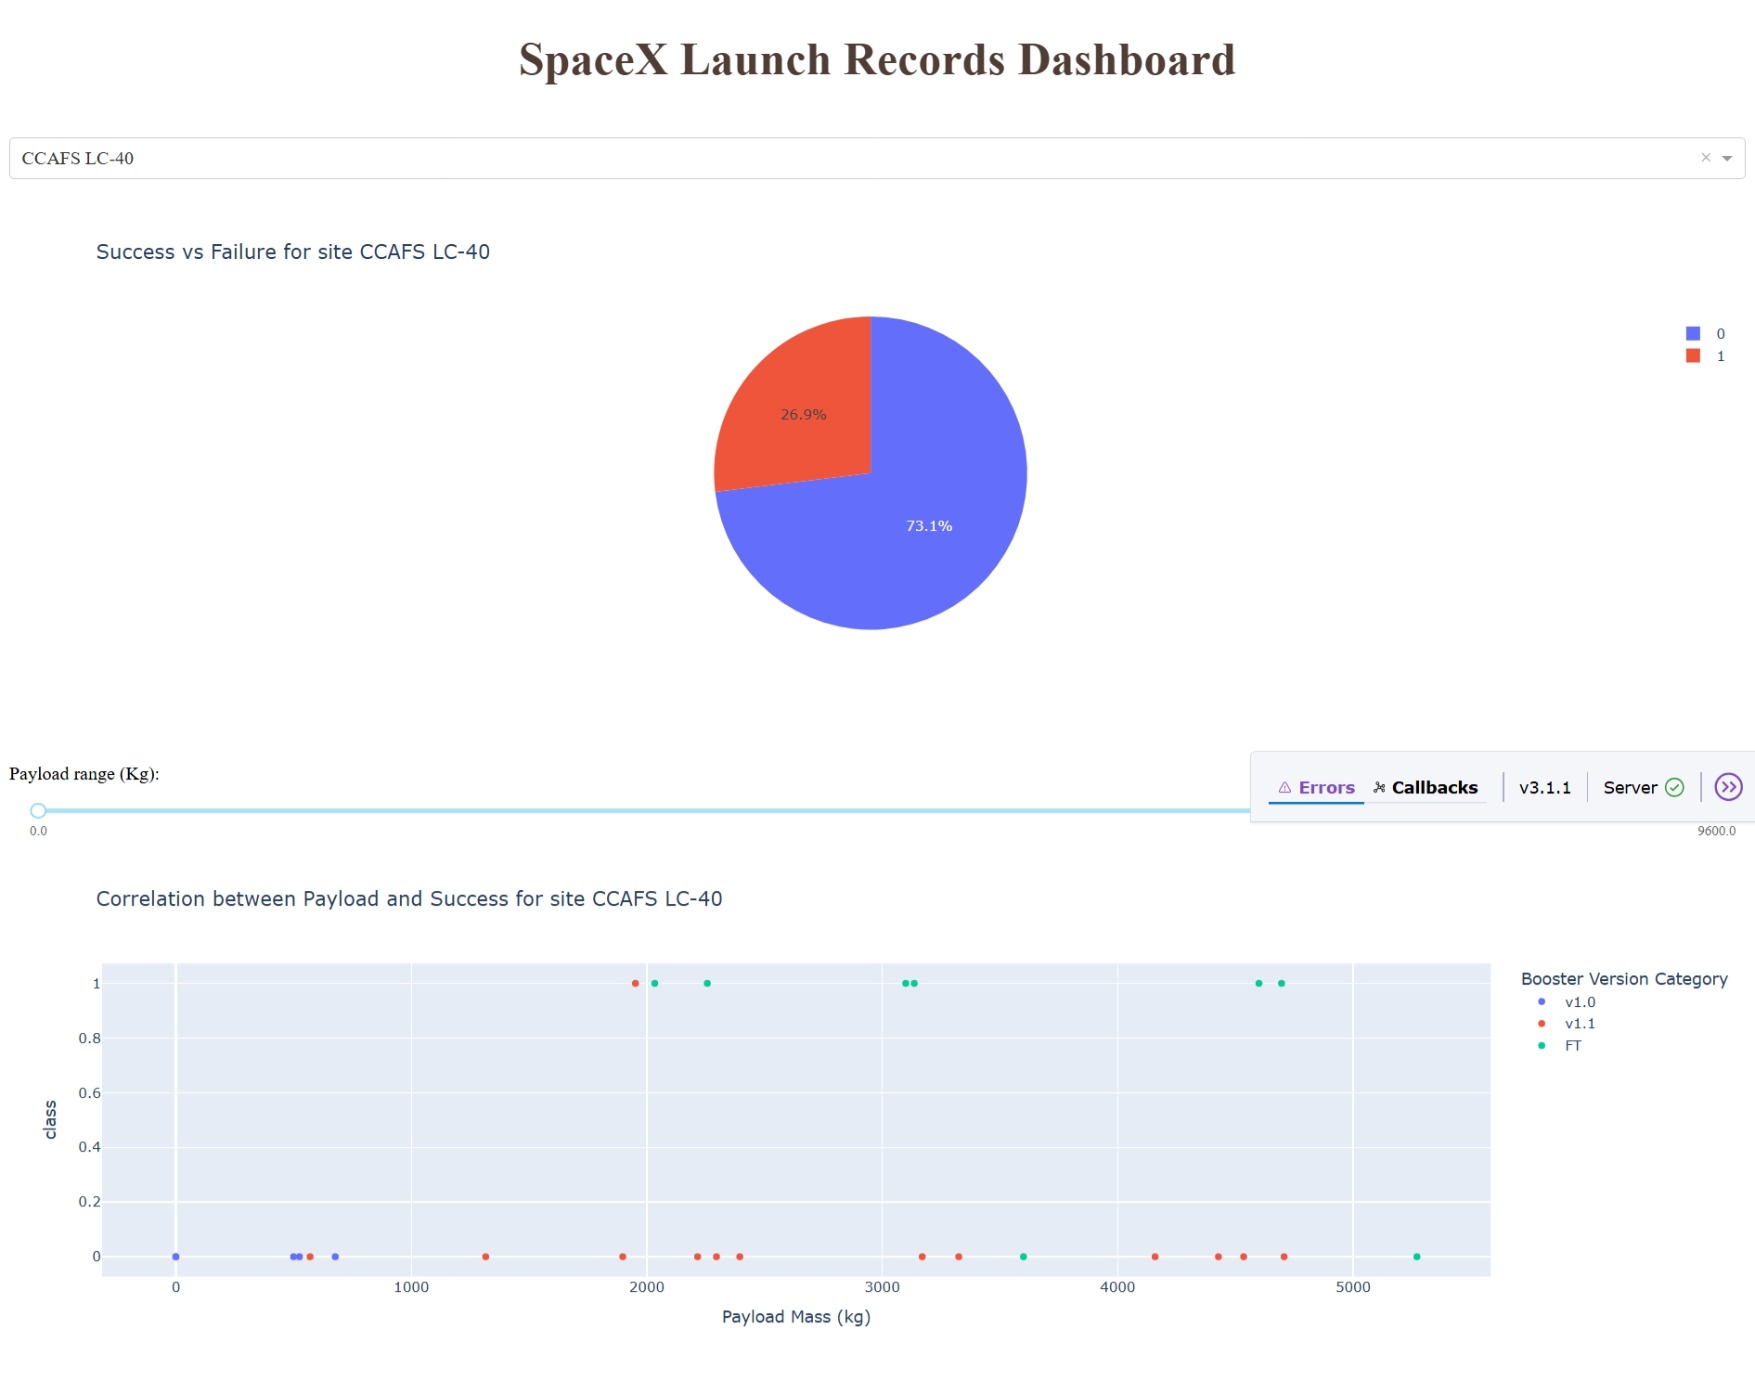 SpaceX Launch Records Dashboard
CCAFS LC-40
×
Success vs Failure for site CCAFS LC-40
0
1
26.9%
73.1%
Payload range (Kg):
Errors Callbacks v3.1.1 Server
0.0
9600.0
Correlation between Payload and Success for site CCAFS LC-40
Booster Version Category
v1.0
v1.1
FT
class
1
0.8
0.6
0.4
0.2
0
0 1000 2000 3000 4000 5000
Payload Mass (kg)